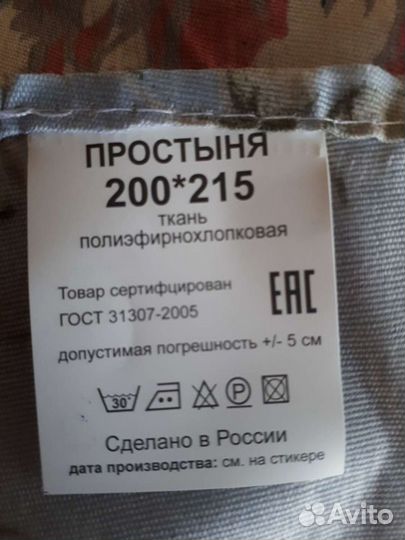 ПРОСТЫНЯ
200*215
ткань
полиэфирнохлопковая
Товар сертифцирован
ГОСТ 31307-2005
EAC
допустимая погрешность +/- 5 см
30°
P
Сделано в России
дата производства: см. на стикере
Avito